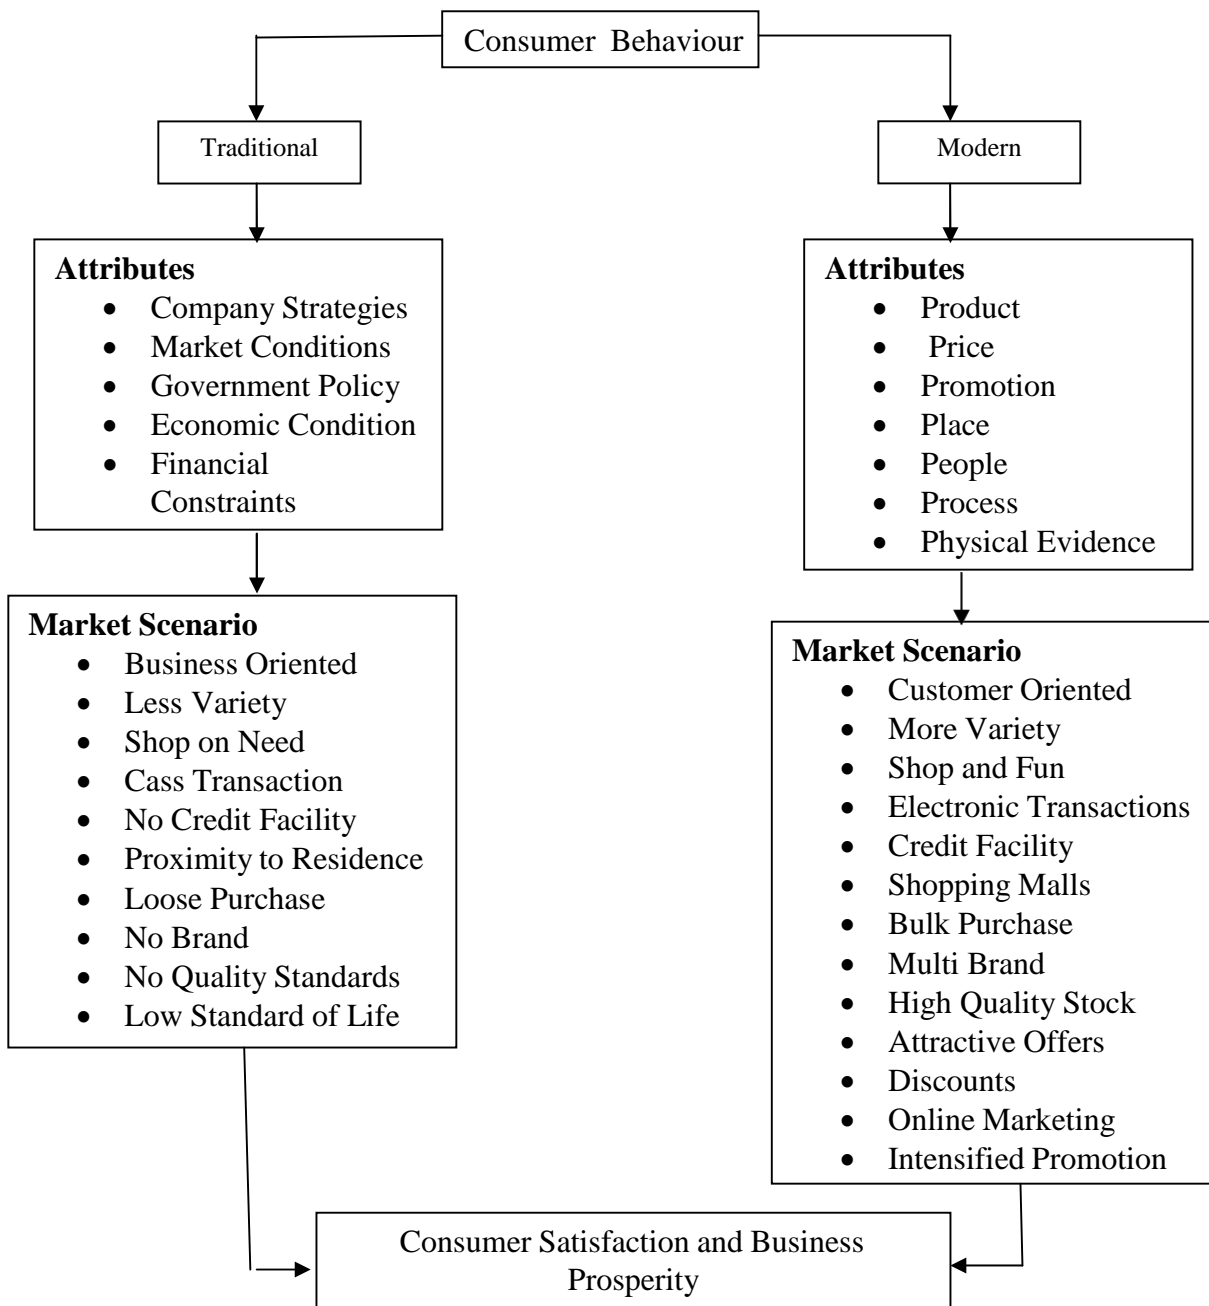 Consumer Behaviour
Traditional
Attributes
Company Strategies
Market Conditions
Government Policy
Economic Condition
Financial
Constraints
Market Scenario
Business Oriented
Less Variety
Shop on Need
Cass Transaction
No Credit Facility
Proximity to Residence
Loose Purchase
No Brand
No Quality Standards
Low Standard of Life
Modern
Attributes
Product
Price
Promotion
Place
People
Process
Physical Evidence
Market Scenario
Customer Oriented
More Variety
Shop and Fun
Electronic Transactions
Credit Facility
Shopping Malls
Bulk Purchase
Multi Brand
High Quality Stock
Attractive Offers
Discounts
Online Marketing
Intensified Promotion
Consumer Satisfaction and Business
Prosperity